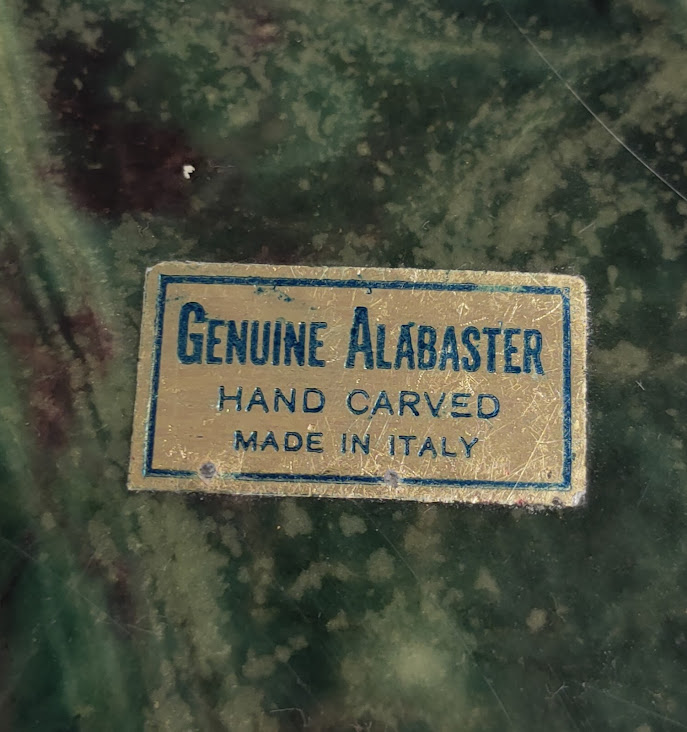 GENUINE ALABASTER
HAND CARVED
MADE IN ITALY